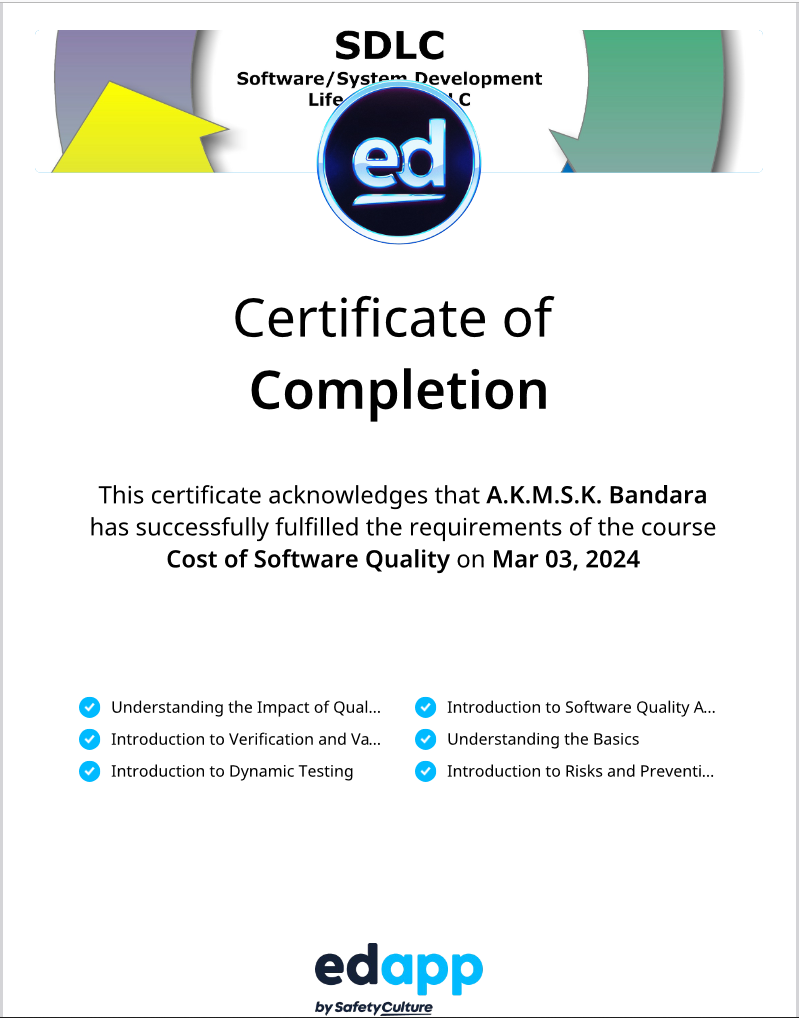 SDLC
Software/System Development
Life LC
ed
Certificate of
Completion
This certificate acknowledges that A.K.M.S.K. Bandara
has successfully fulfilled the requirements of the course
Cost of Software Quality on Mar 03, 2024
Understanding the Impact of Qual...
Introduction to Software Quality A...
Introduction to Verification and Va...
Understanding the Basics
Introduction to Dynamic Testing
Introduction to Risks and Preventi...
edapp
by SafetyCulture